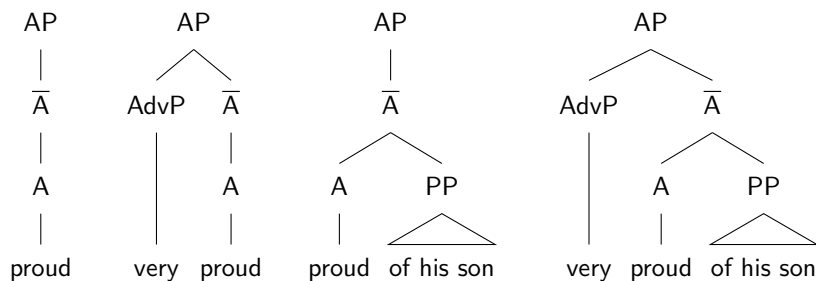 AP AP AP AP
A̅ AdvP A̅ A̅ AdvP A̅
A A A PP A PP
proud very proud proud of his son very proud of his son